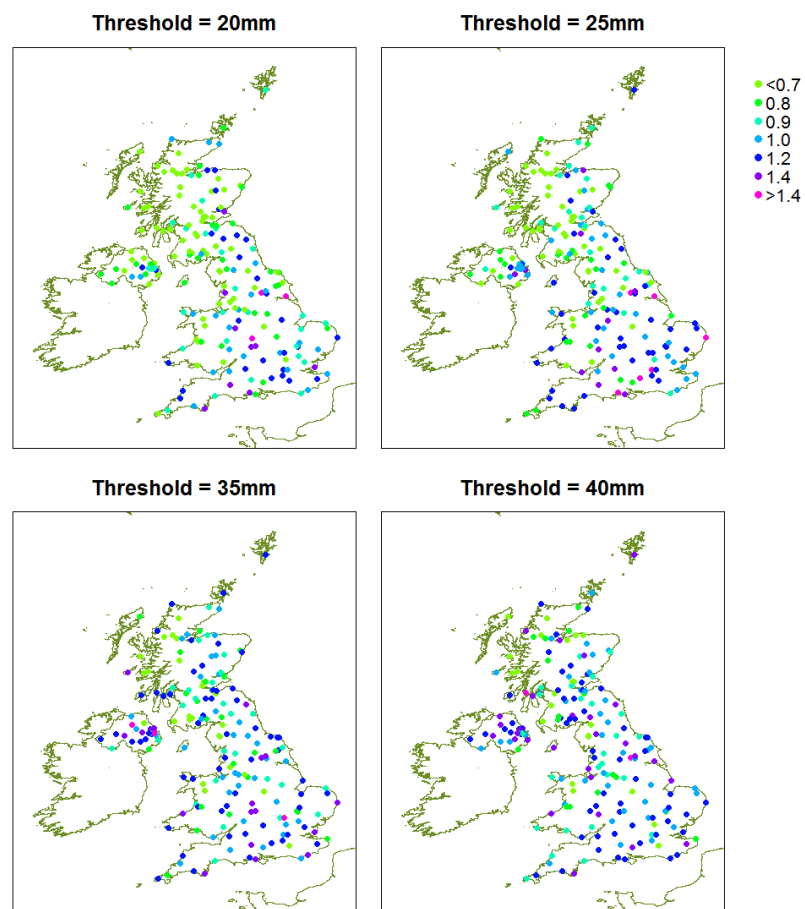 Threshold = 20mm
Threshold = 25mm
<0.7
0.8
0.9
1.0
1.2
1.4
>1.4
Threshold = 35mm
Threshold = 40mm